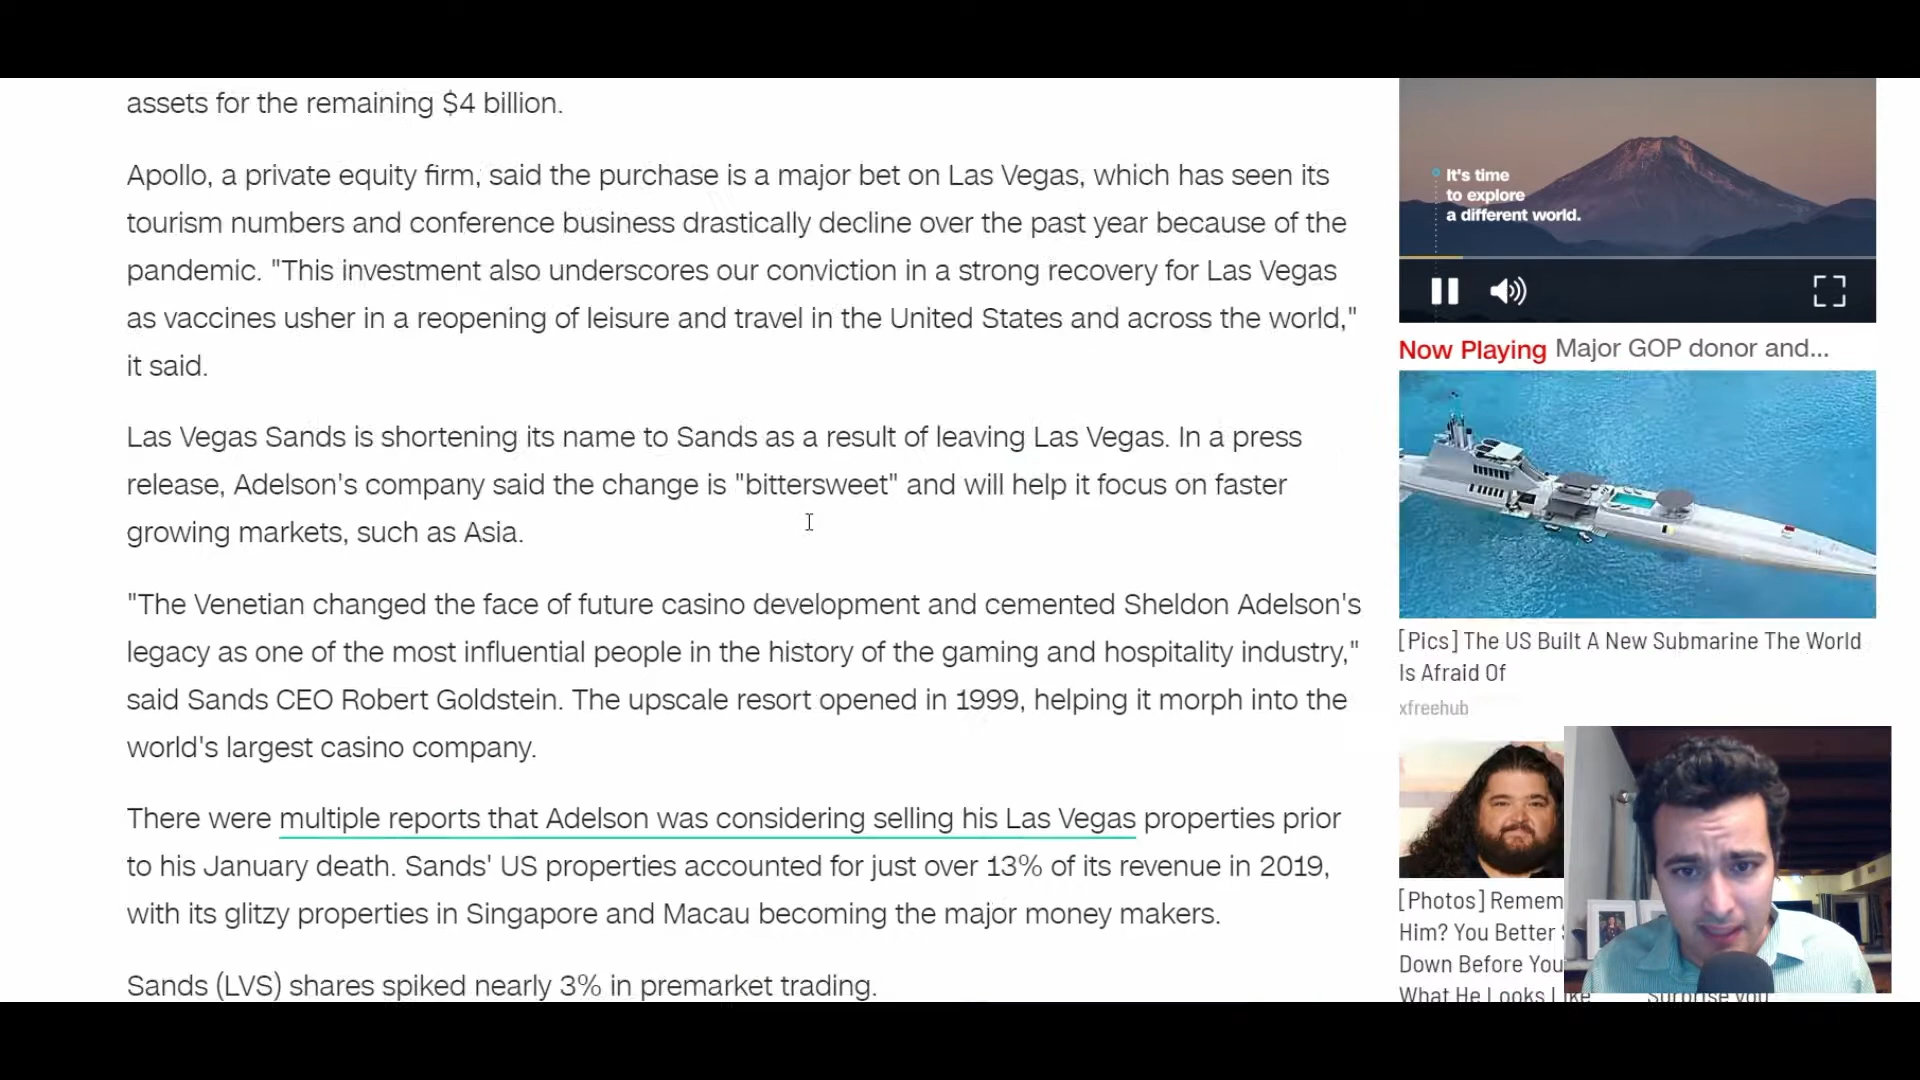 assets for the remaining $4 billion.
Apollo, a private equity firm, said the purchase is a major bet on Las Vegas, which has seen its
tourism numbers and conference business drastically decline over the past year because of the
pandemic. "This investment also underscores our conviction in a strong recovery for Las Vegas
as vaccines usher in a reopening of leisure and travel in the United States and across the world,"
it said.
Las Vegas Sands is shortening its name to Sands as a result of leaving Las Vegas. In a press
release, Adelson's company said the change is "bittersweet" and will help it focus on faster
growing markets, such as Asia.
"The Venetian changed the face of future casino development and cemented Sheldon Adelson's
legacy as one of the most influential people in the history of the gaming and hospitality industry,"
said Sands CEO Robert Goldstein. The upscale resort opened in 1999, helping it morph into the
world's largest casino company.
There were multiple reports that Adelson was considering selling his Las Vegas properties prior
to his January death. Sands' US properties accounted for just over 13% of its revenue in 2019,
with its glitzy properties in Singapore and Macau becoming the major money makers.
Sands (LVS) shares spiked nearly 3% in premarket trading.
It's time
to explore
a different world.
Now Playing Major GOP donor and...
[Pics] The US Built A New Submarine The World
Is Afraid Of
xfreehub
[Photos] Remem
Him? You Better
Down Before You
What He Looks Like
Surprise you